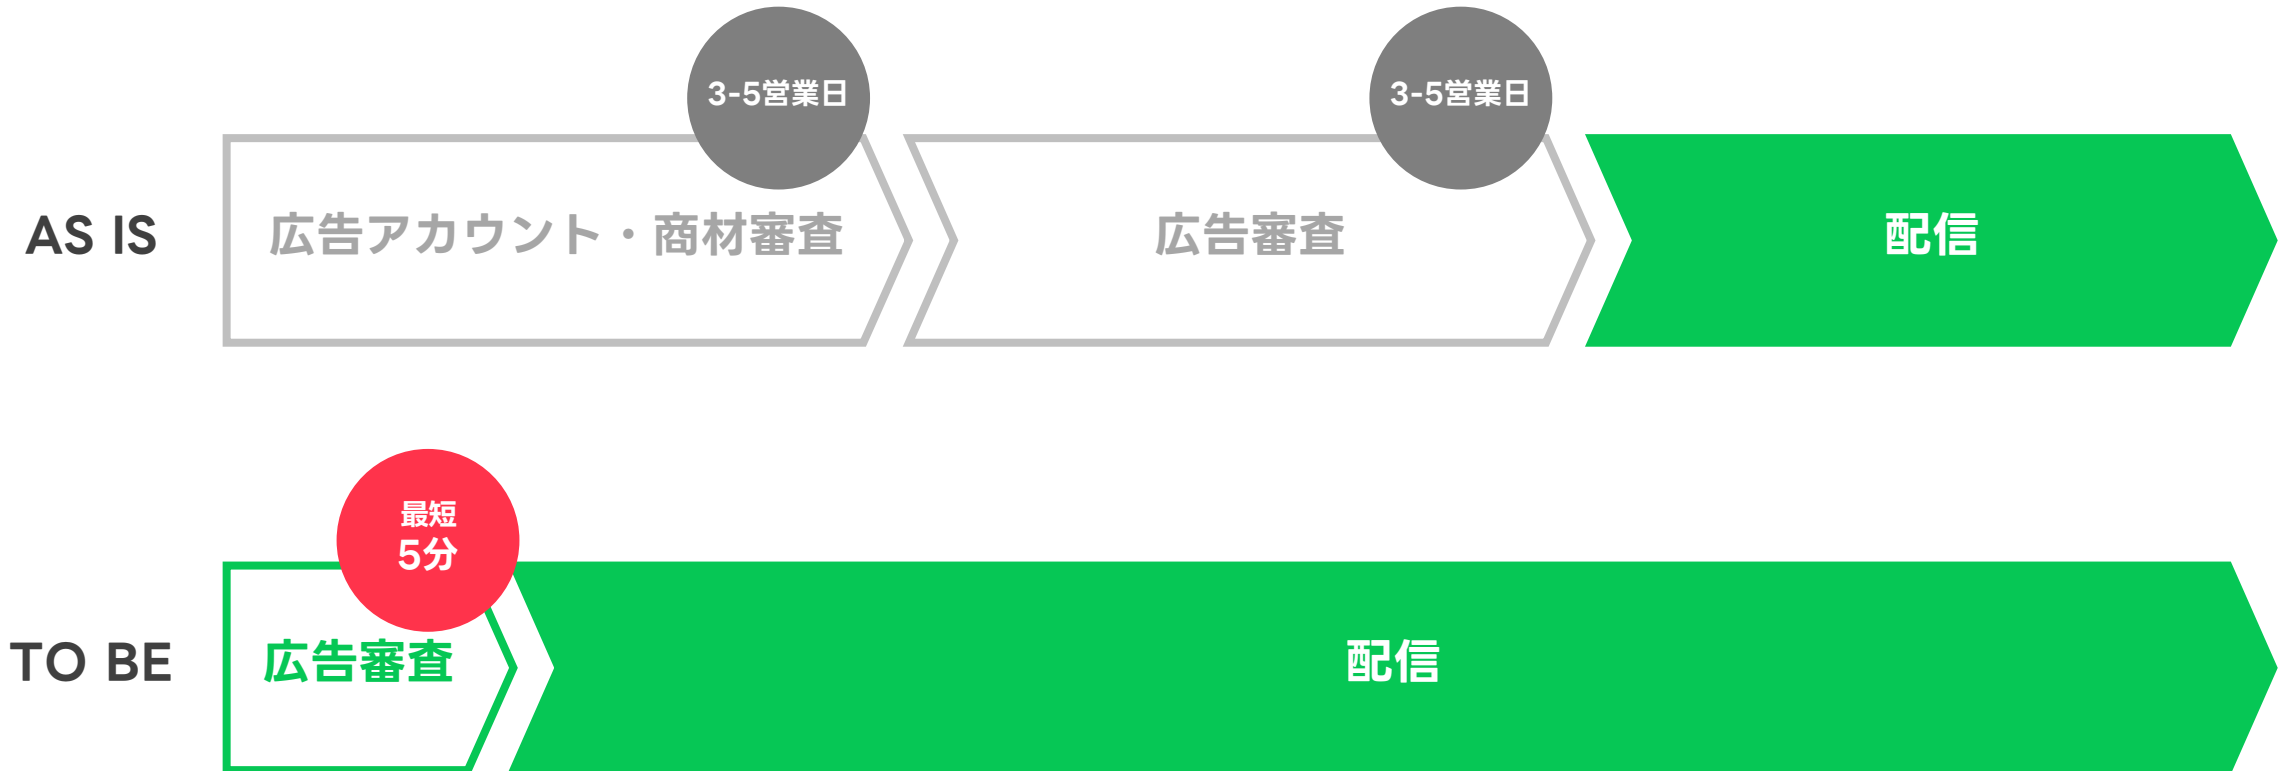 3-5営業日
3-5営業日
AS IS
広告アカウント・商材審査
広告審査
配信
最短
5分
TO BE
広告審査
配信